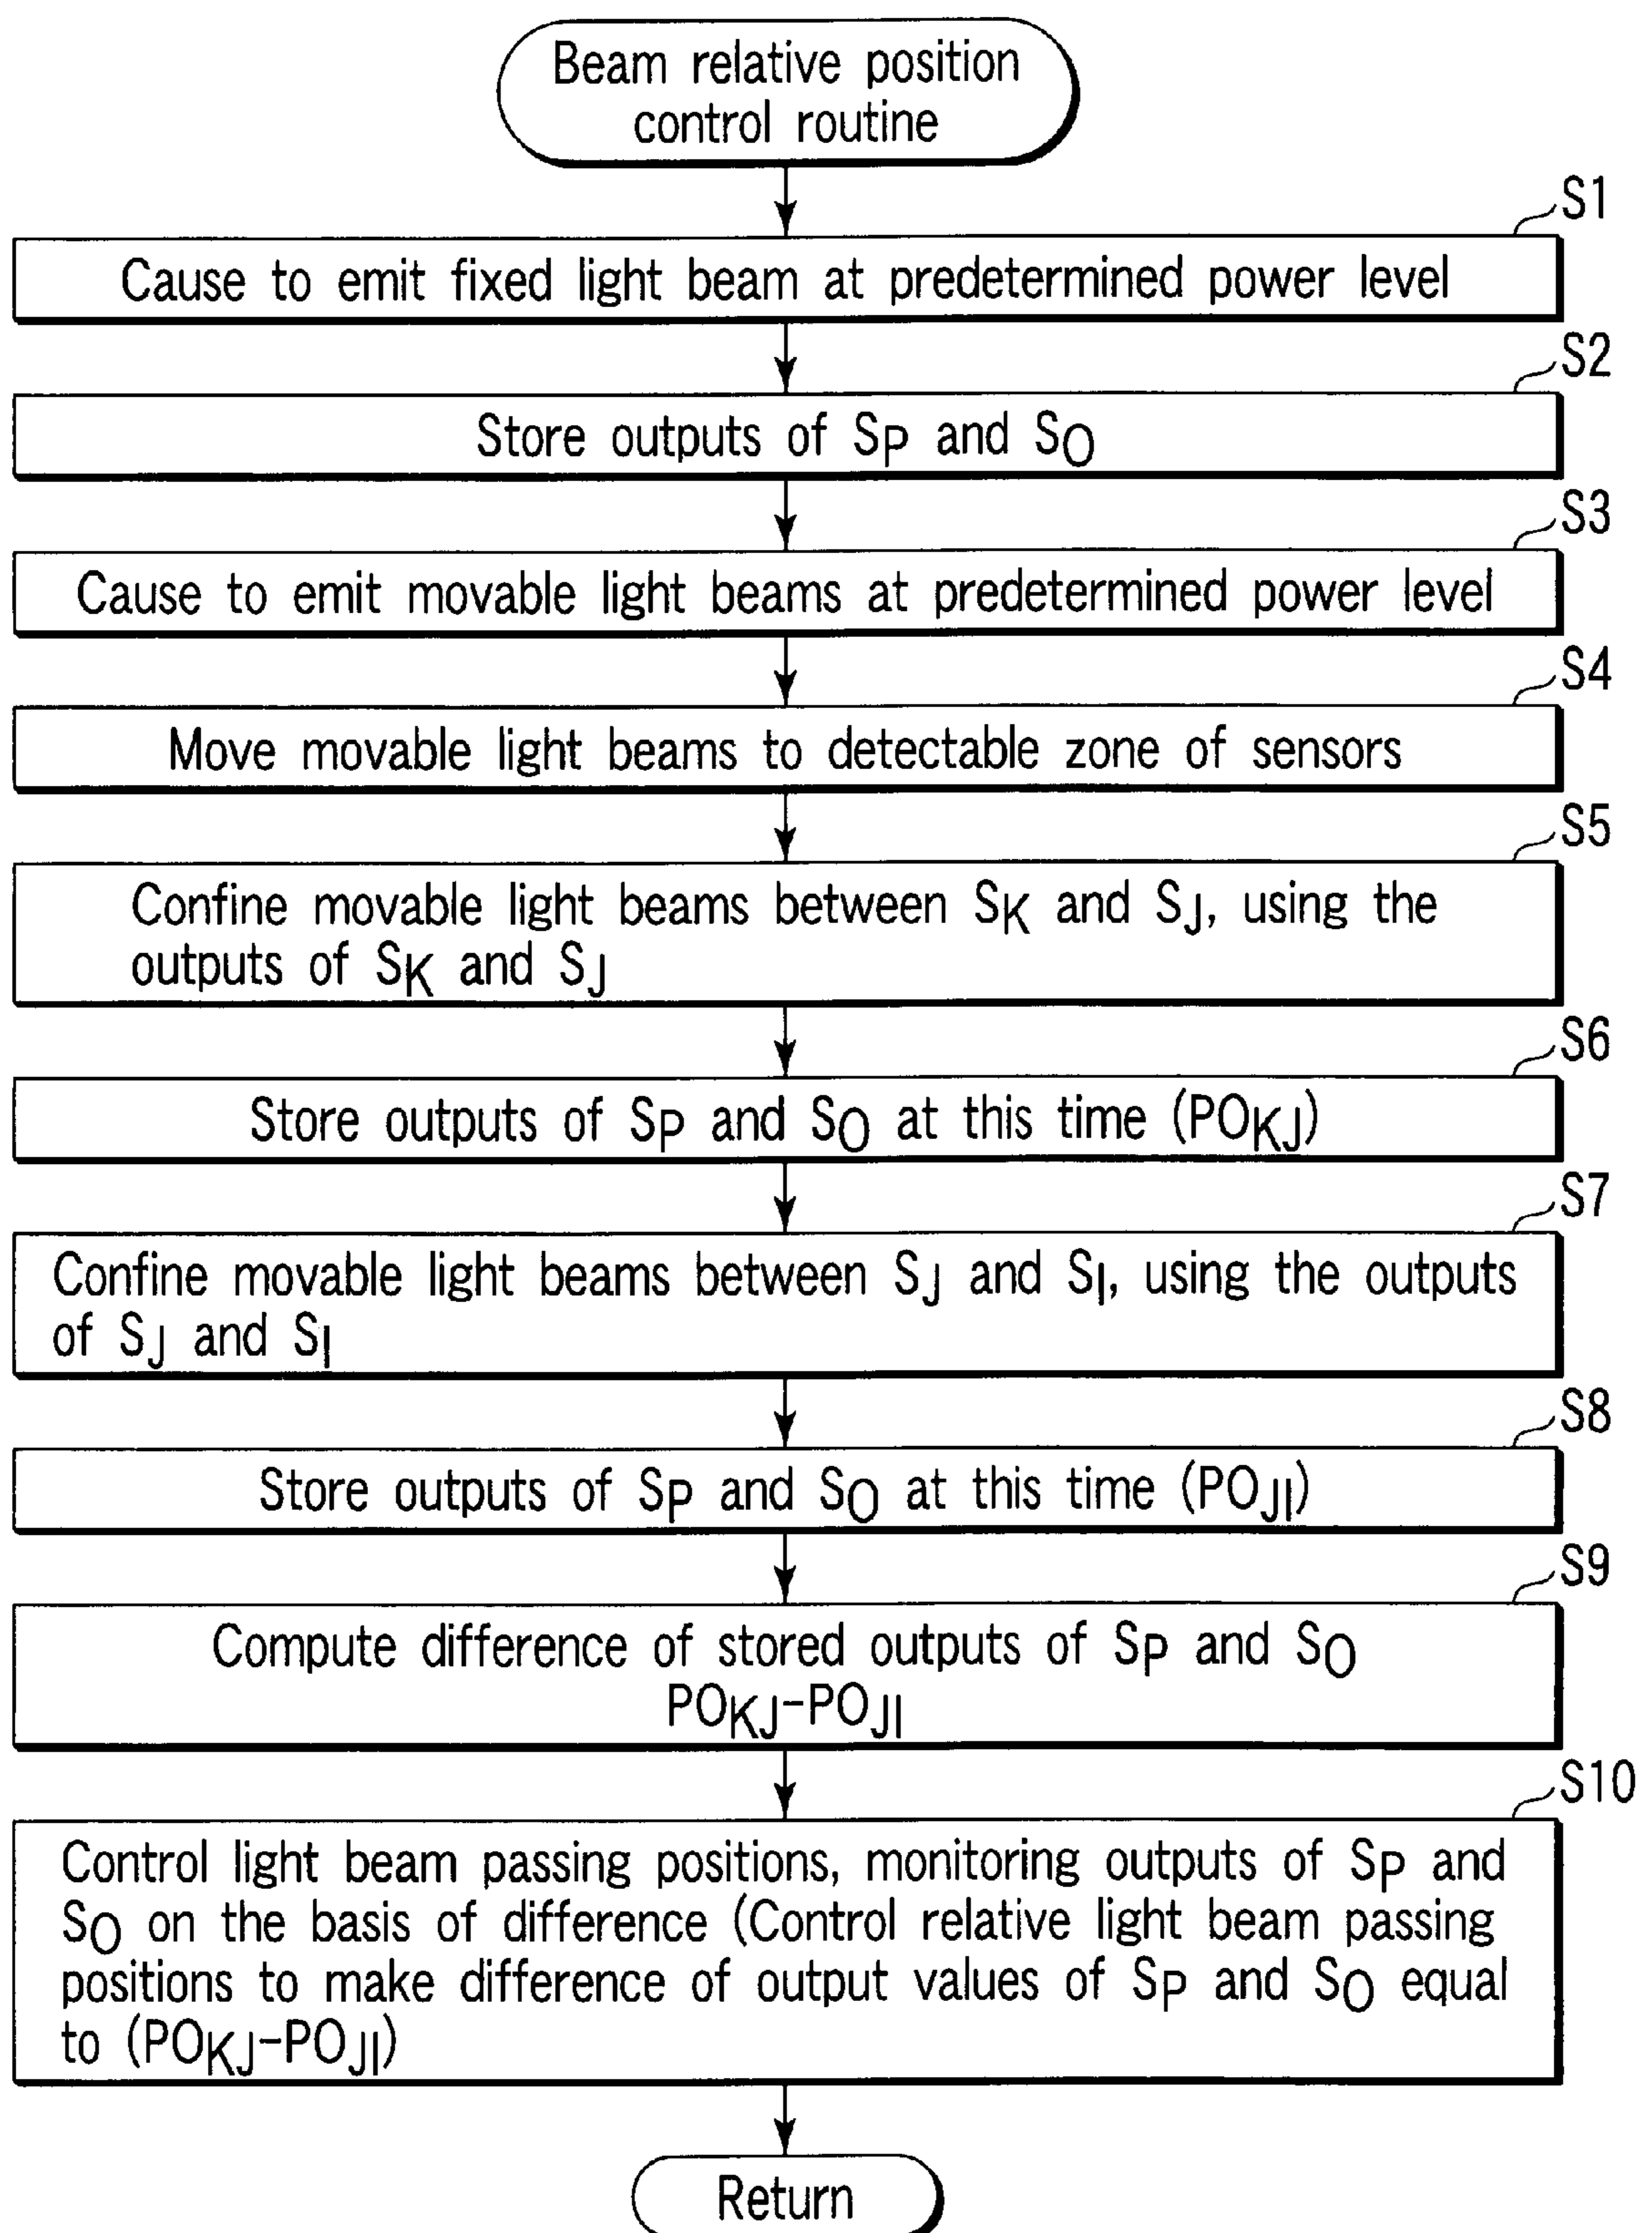 Beam relative position
control routine
S1
Cause to emit fixed light beam at predetermined power level
S2
Store outputs of SP and SO
S3
Cause to emit movable light beams at predetermined power level
S4
Move movable light beams to detectable zone of sensors
S5
Confine movable light beams between SK and SJ, using the
outputs of SK and SJ
S6
Store outputs of SP and SO at this time (POKJ)
S7
Confine movable light beams between SJ and SI, using the outputs
of SJ and SI
S8
Store outputs of SP and SO at this time (POJI)
S9
Compute difference of stored outputs of SP and SO
POKJ-POJI
S10
Control light beam passing positions, monitoring outputs of SP and
SO on the basis of difference (Control relative light beam passing
positions to make difference of output values of SP and SO equal
to (POKJ-POJI)
Return